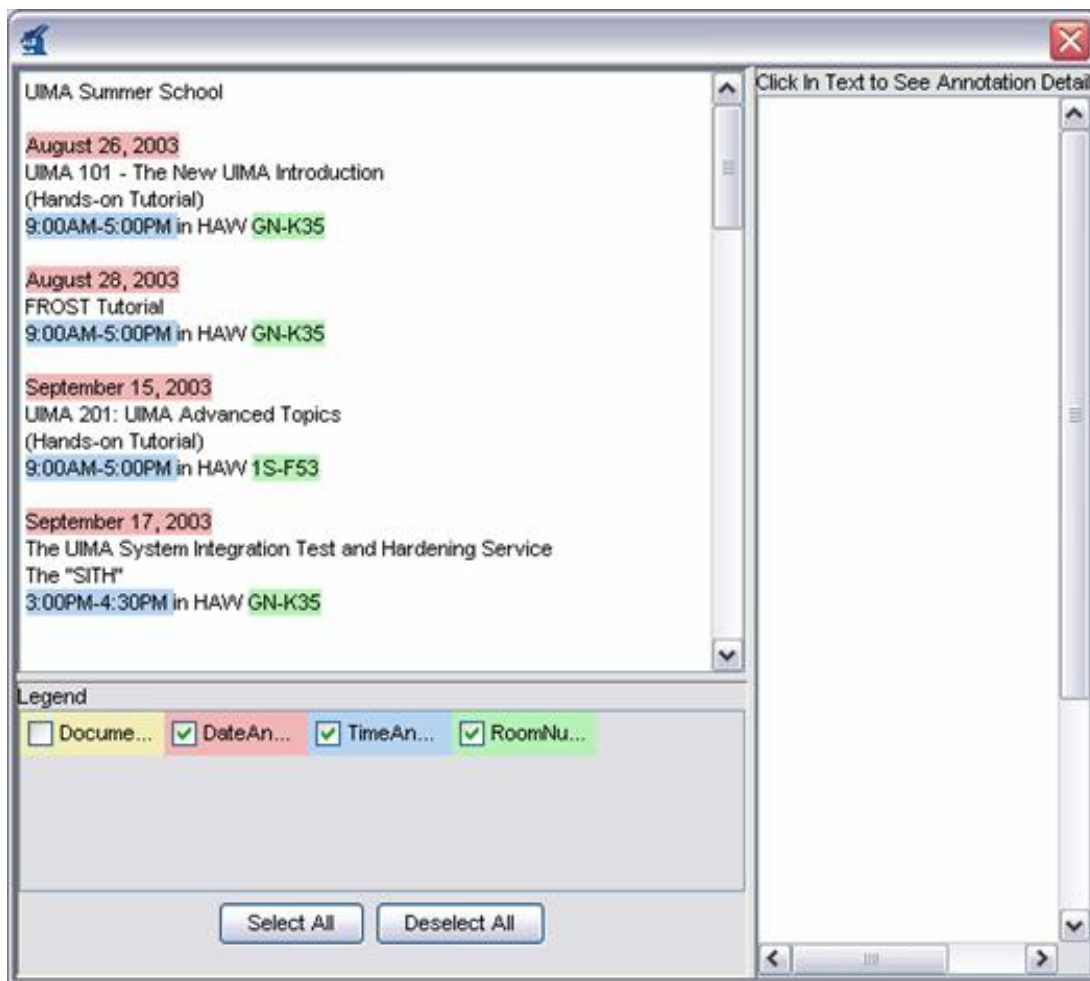 UIMA Summer School
August 26, 2003
UIMA 101 - The New UIMA Introduction
(Hands-on Tutorial)
9:00AM-5:00PM in HAW GN-K35
August 28, 2003
FROST Tutorial
9:00AM-5:00PM in HAW GN-K35
September 15, 2003
UIMA 201: UIMA Advanced Topics
(Hands-on Tutorial)
9:00AM-5:00PM in HAW 1S-F53
September 17, 2003
The UIMA System Integration Test and Hardening Service
The "SITH"
3:00PM-4:30PM in HAW GN-K35
Click In Text to See Annotation Detail
Legend
Docume... DateAn... TimeAn... RoomNu...
Select All Deselect All